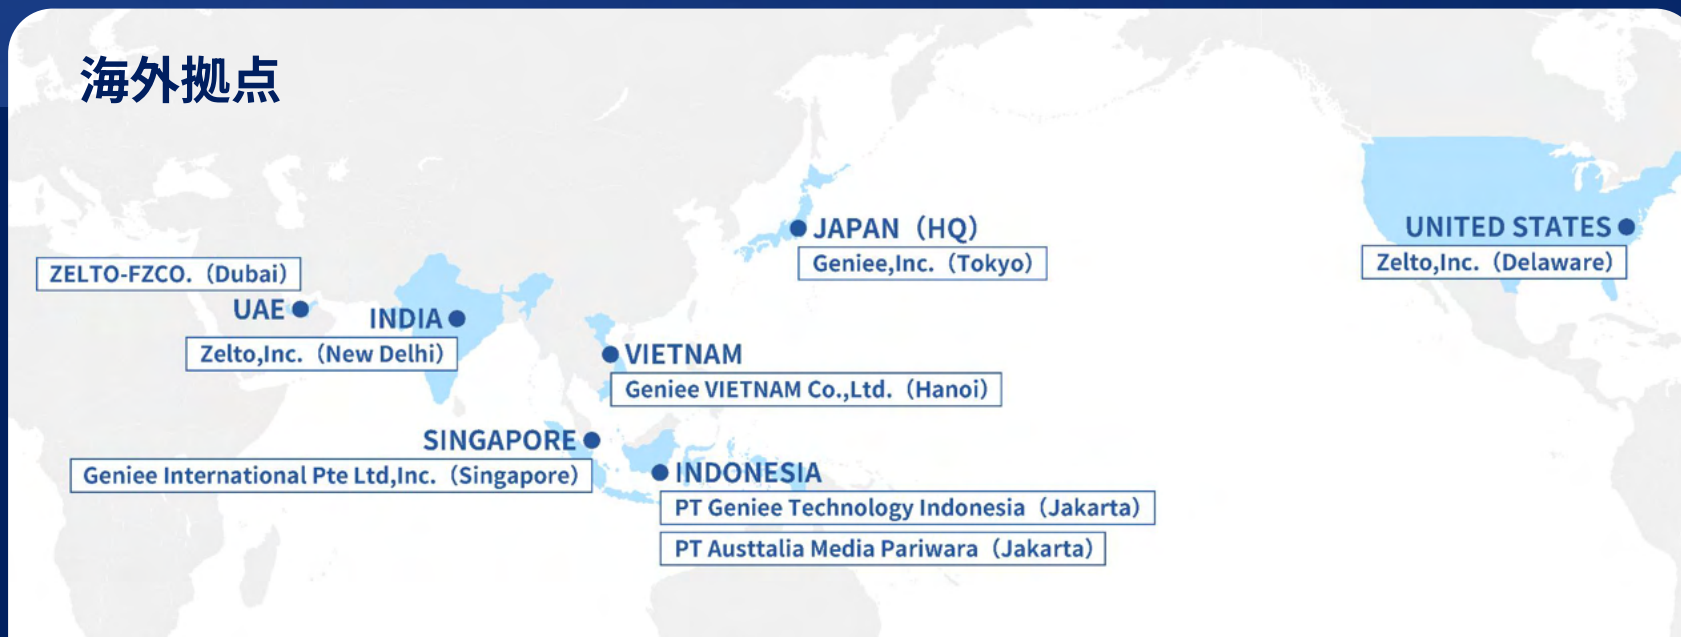 海外拠点
JAPAN（HQ）
Geniee,Inc.（Tokyo）
UNITED STATES
Zelto,Inc.（Delaware）
ZELTO-FZCO.（Dubai）
UAE
INDIA
Zelto,Inc.（New Delhi）
VIETNAM
Geniee VIETNAM Co.,Ltd.（Hanoi）
SINGAPORE
Geniee International Pte Ltd,Inc.（Singapore）
INDONESIA
PT Geniee Technology Indonesia（Jakarta）
PT Austtalia Media Pariwara（Jakarta）